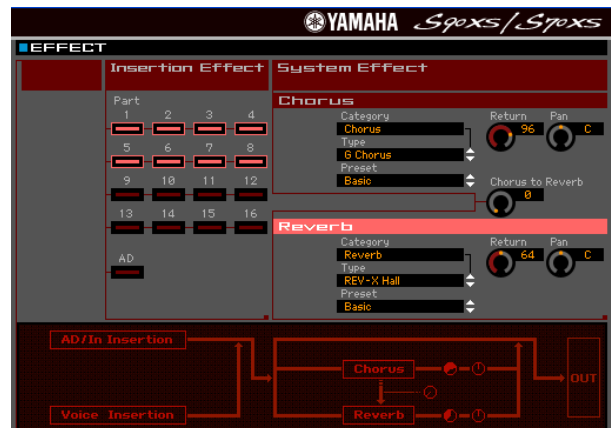 YAMAHA S90XS/S70XS
EFFECT
Insertion Effect
System Effect
Part
1 2 3 4
5 6 7 8
9 10 11 12
13 14 15 16
AD
Chorus
Category Return Pan
Chorus 96 C
Type
G Chorus
Preset
Basic
Chorus to Reverb
0
Reverb
Category Return Pan
Reverb 64 C
Type
REV-X Hall
Preset
Basic
AD/In Insertion
Chorus
OUT
Voice Insertion
Reverb